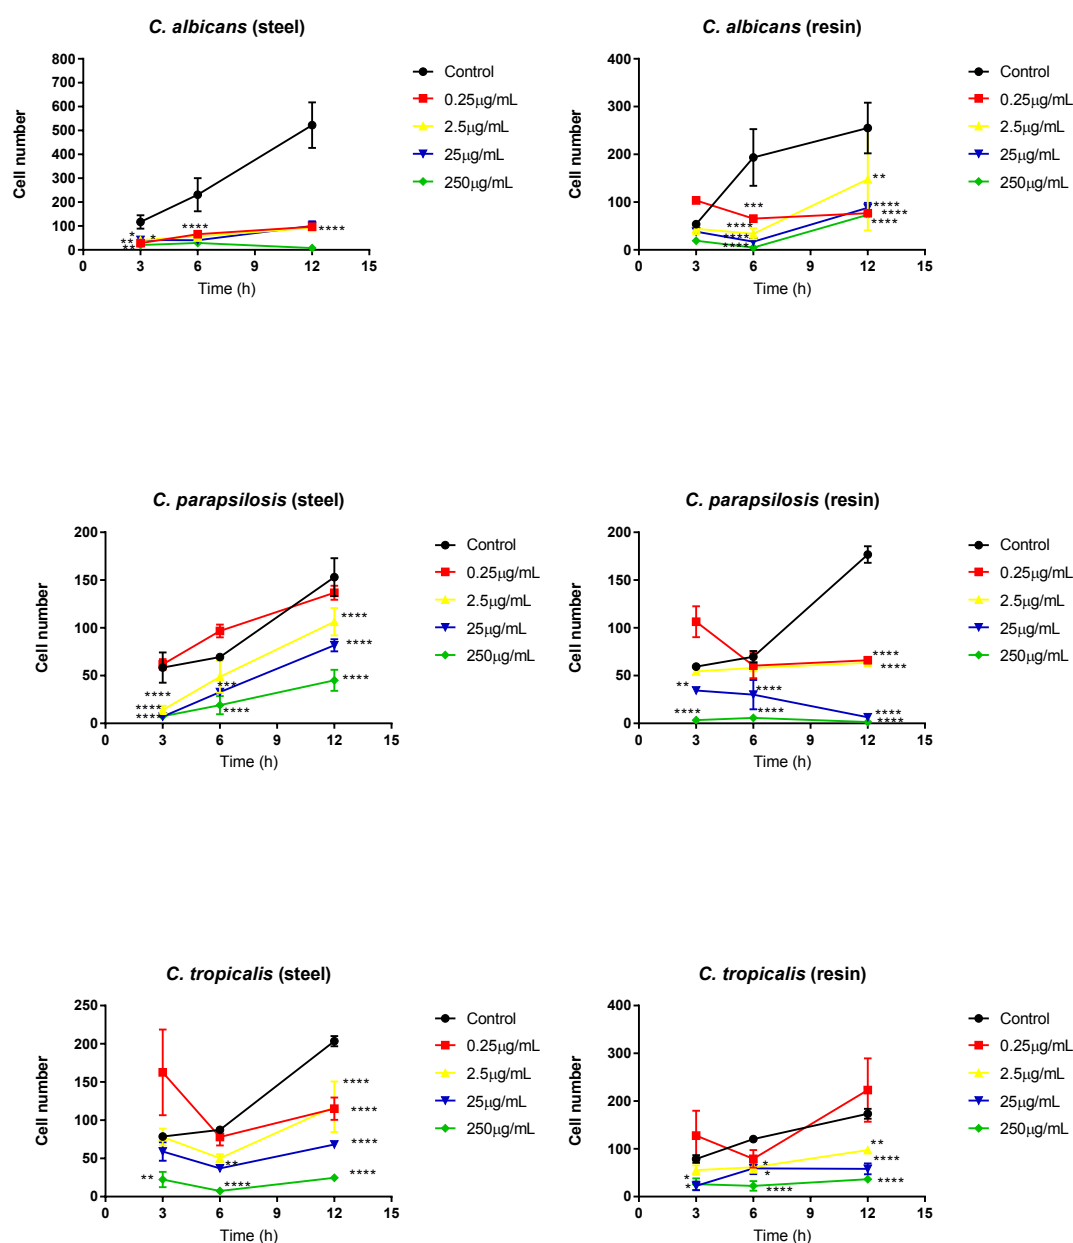 C. albicans (steel)
Cell number
800
700
600
500
400
300
200
100
0
** * ** * **** ****
0 3 6 9 12 15
Time (h)
Control
0.25µg/mL
2.5µg/mL
25µg/mL
250µg/mL
C. albicans (resin)
Cell number
400
300
200
100
0
*** **** **** **** ** **** **** ****
0 3 6 9 12 15
Time (h)
Control
0.25µg/mL
2.5µg/mL
25µg/mL
250µg/mL
C. parapsilosis (steel)
Cell number
200
150
100
50
0
**** **** **** *** **** **** **** ****
0 3 6 9 12 15
Time (h)
Control
0.25µg/mL
2.5µg/mL
25µg/mL
250µg/mL
C. parapsilosis (resin)
Cell number
200
150
100
50
0
** **** **** **** **** **** **** ****
0 3 6 9 12 15
Time (h)
Control
0.25µg/mL
2.5µg/mL
25µg/mL
250µg/mL
C. tropicalis (steel)
Cell number
250
200
150
100
50
0
** ** **** **** **** **** ****
0 3 6 9 12 15
Time (h)
Control
0.25µg/mL
2.5µg/mL
25µg/mL
250µg/mL
C. tropicalis (resin)
Cell number
400
300
200
100
0
* * * * **** ** **** ****
0 3 6 9 12 15
Time (h)
Control
0.25µg/mL
2.5µg/mL
25µg/mL
250µg/mL